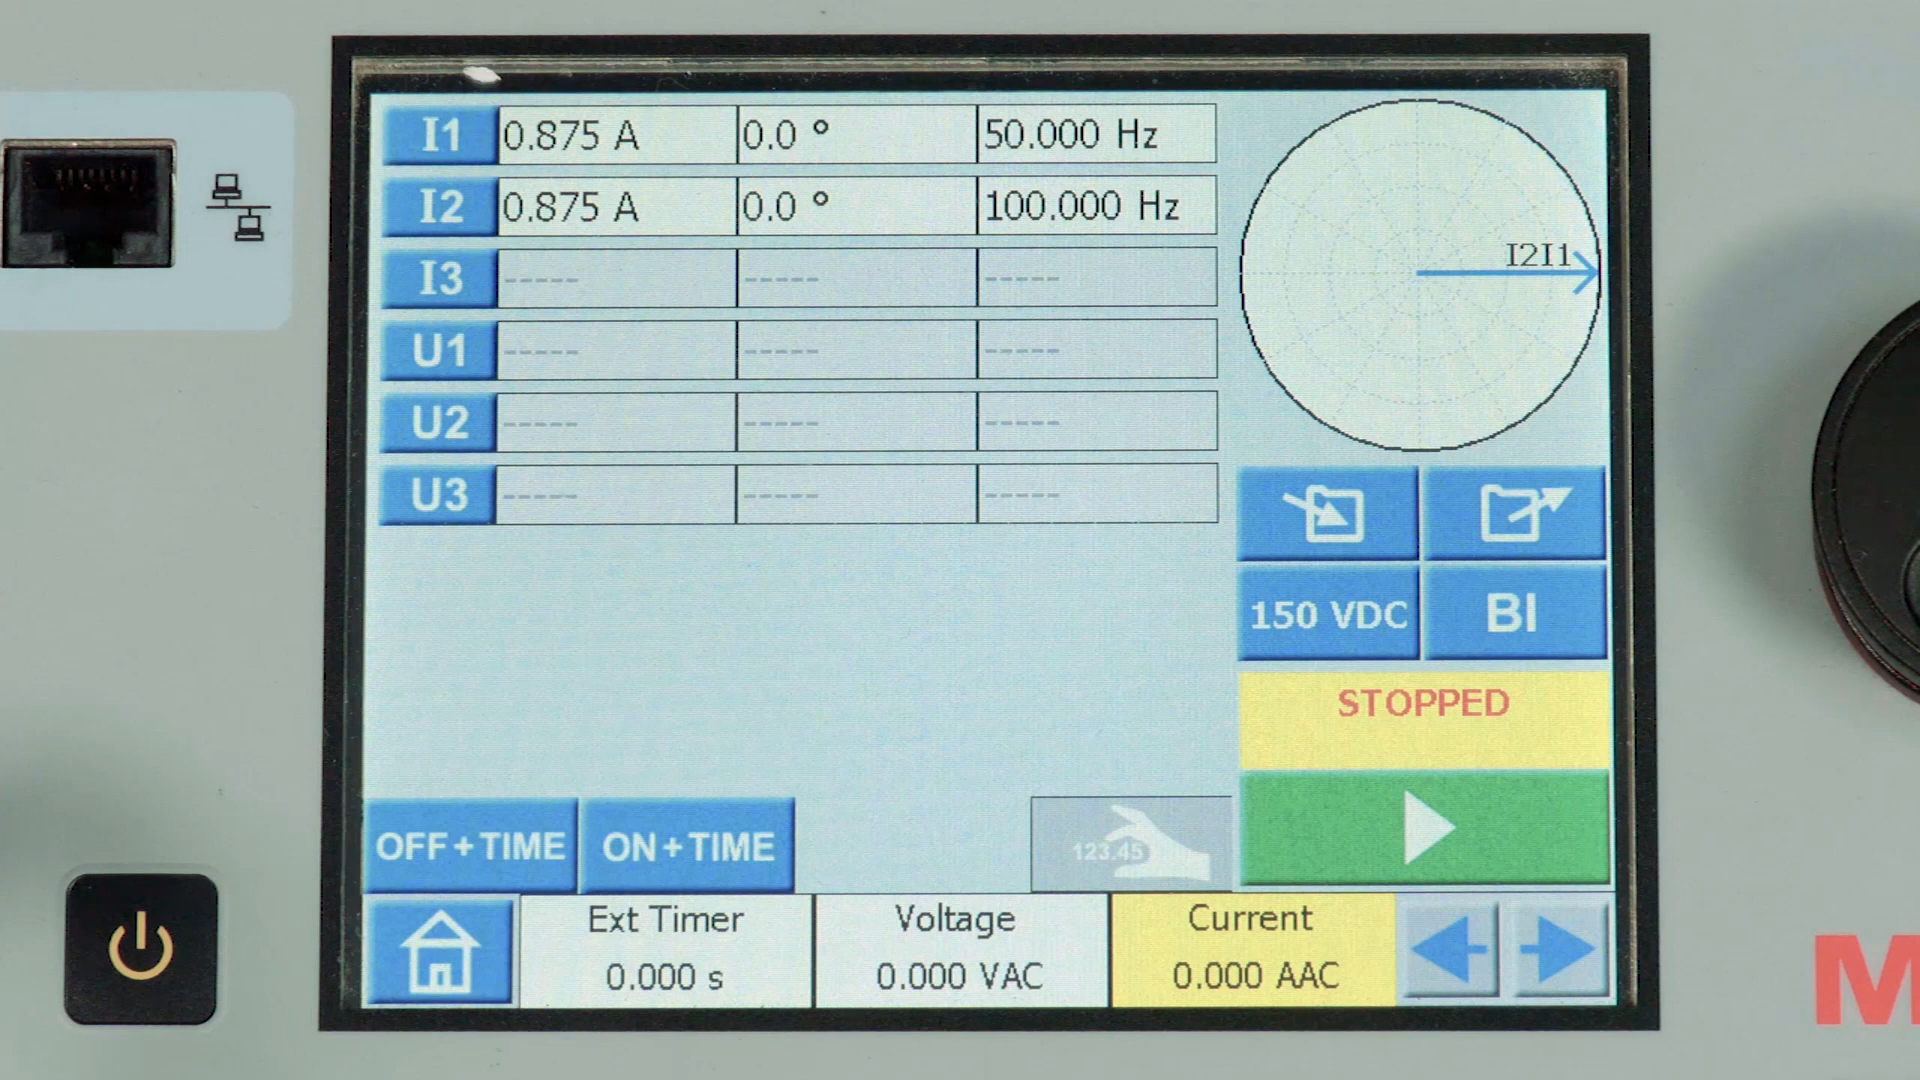 I1 0.875 A 0.0 ° 50.000 Hz
I2 0.875 A 0.0 ° 100.000 Hz
I3 ----- ----- -----
U1 ----- ----- -----
U2 ----- ----- -----
U3 ----- ----- -----
I2I1
150 VDC BI
STOPPED
OFF+TIME ON+TIME 123.45
Ext Timer Voltage Current
0.000 s 0.000 VAC 0.000 AAC
M